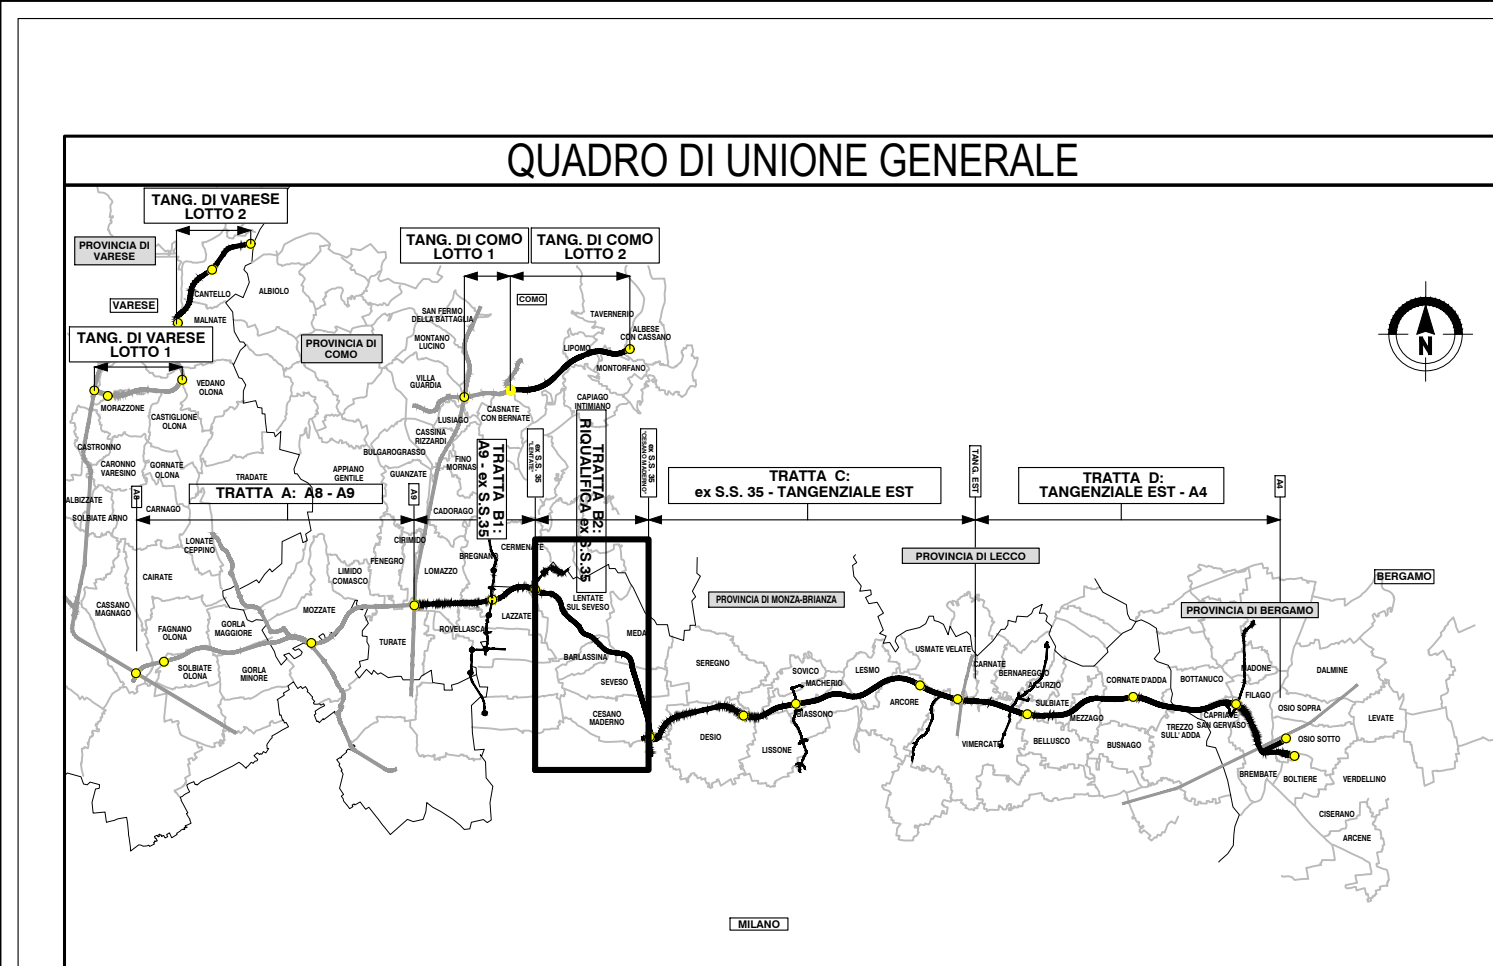 QUADRO DI UNIONE GENERALE
TANG. DI VARESE
LOTTO 2
PROVINCIA DI
VARESE
TANG. DI COMO
LOTTO 1
TANG. DI COMO
LOTTO 2
CANTELLO
ALBIOLO
VARESE
MALNATE
COMO
SAN FERMO
DELLA BATTAGLIA
TAVERNERIO
ALBESE
CON CASSANO
TANG. DI VARESE
LOTTO 1
PROVINCIA DI
COMO
MONTANO
LUCINO
LIPOMO
MONTORFANO
VEDANO
OLONA
VILLA
GUARDIA
MORAZZONE
CASTIGLIONE
OLONA
LUSIAGO
CASNATE
CON BERNATE
CAPIAGO
INTIMIANO
CASTRONNO
CASSINA
RIZZARDI
BULGAROGRASSO
CARONNO
VARESINO
GORNATE
OLONA
TRADATE
APPIANO
GENTILE
GUANZATE
FINO
MORNAS
ALBIZZATE
SOLBIATE ARNO
CARNAGO
A8
TRATTA A: A8 - A9
A9
CADORAGO
TRATTA B1:
A9 - ex S.S.35
ex S.S. 35
"LENTATE"
TRATTA B2:
RIQUALIFICA ex S.S.35
ex S.S. 35
"CESANO MADERNO"
TRATTA C:
ex S.S. 35 - TANGENZIALE EST
TANG. EST
TRATTA D:
TANGENZIALE EST - A4
A4
N
LONATE
CEPPINO
CIRIMIDO
FENEGRO
LOMAZZO
BREGNANO
CERMENATE
PROVINCIA DI LECCO
BERGAMO
CAIRATE
LIMIDO
COMASCO
MOZZATE
CASSANO
MAGNAGO
LAZZATE
LENTATE
SUL SEVESO
PROVINCIA DI MONZA-BRIANZA
PROVINCIA DI BERGAMO
FAGNANO
OLONA
GORLA
MAGGIORE
TURATE
ROVELLASCA
MEDA
BARLASSINA
SEREGNO
SOVICO
MACHERIO
LESMO
USMATE VELATE
CARNATE
BERNAREGGIO
AICURZIO
SULBIATE
CORNATE D'ADDA
BOTTANUCO
MADONE
DALMINE
SOLBIATE
OLONA
GORLA
MINORE
SEVESO
CESANO
MADERNO
DESIO
BIASSONO
LISSONE
ARCORE
VIMERCATE
MEZZAGO
BELLUSCO
BUSNAGO
TREZZO
SULL' ADDA
CAPRIATE
SAN GERVASO
FILAGO
OSIO SOPRA
LEVATE
OSIO SOTTO
BREMBATE
BOLTIERE
VERDELLINO
CISERANO
ARCENE
MILANO